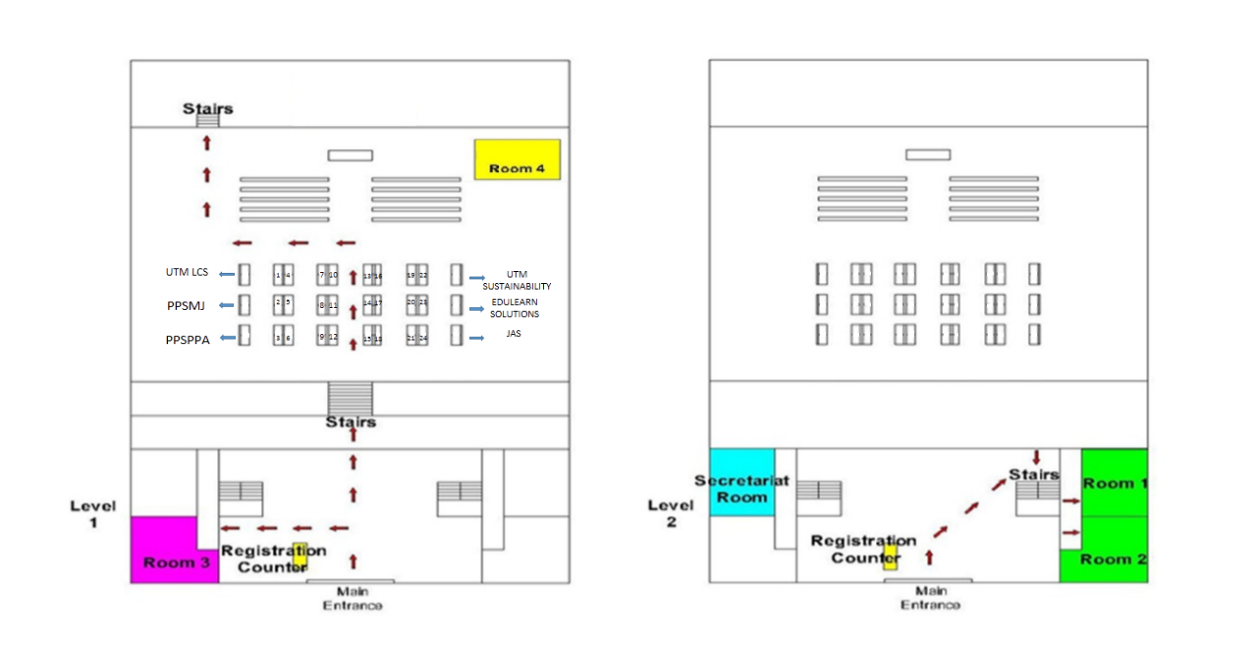 Stairs
Room 4
UTM LCS
1 4
7 10
13 16
19 22
UTM
SUSTAINABILITY
PPSMJ
2 5
8 11
14 17
20 23
EDULEARN
SOLUTIONS
PPSPPA
3 6
9 12
15 18
21 24
JAS
Stairs
Level
1
Registration
Counter
Room 3
Main
Entrance
Secretariat
Room
Stairs
Room 1
Level
2
Registration
Counter
Room 2
Main
Entrance